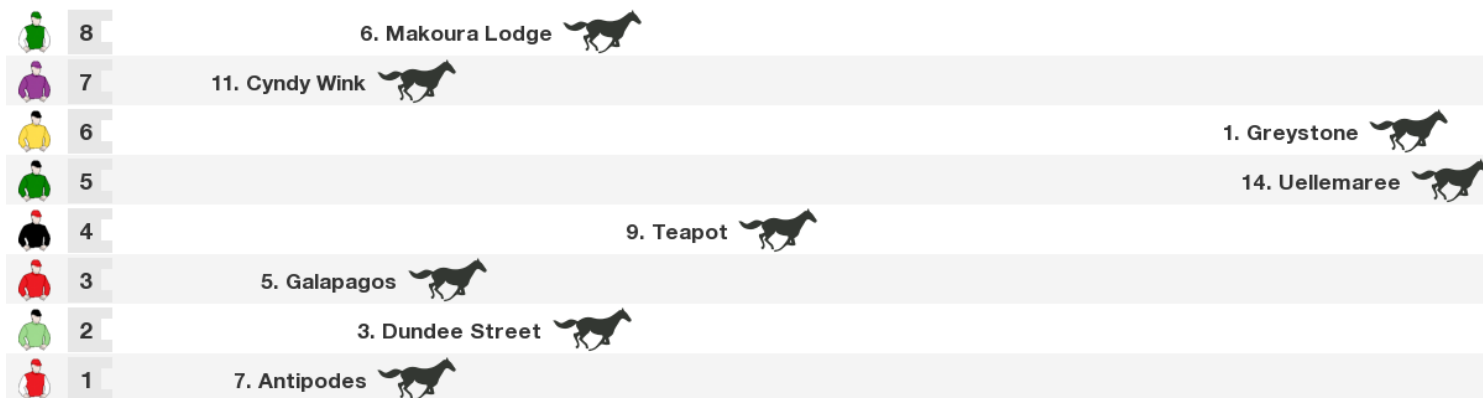 8 6. Makoura Lodge
7 11. Cyndy Wink
6 1. Greystone
5 14. Uellemaree
4 9. Teapot
3 5. Galapagos
2 3. Dundee Street
1 7. Antipodes